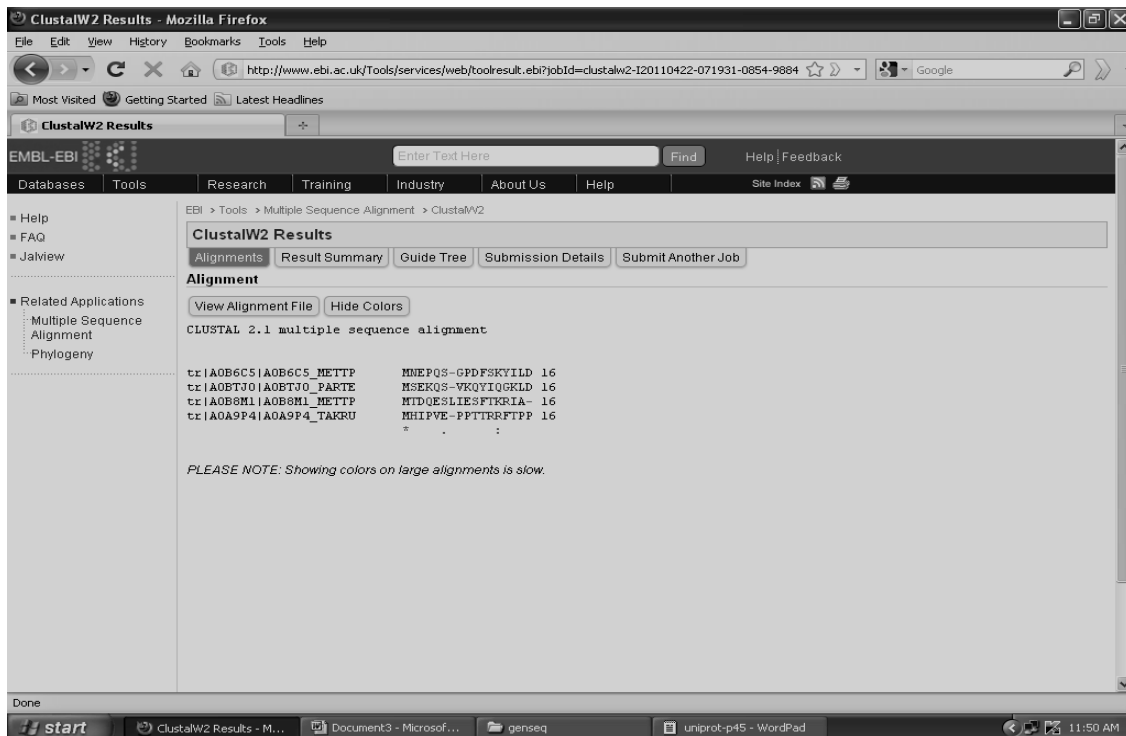 ClustalW2 Results - Mozilla Firefox
File Edit View History Bookmarks Tools Help
http://www.ebi.ac.uk/Tools/services/web/toolresult.ebi?jobId=clustalw2-I20110422-071931-0854-9884 Google
Most Visited Getting Started Latest Headlines
ClustalW2 Results
EMBL-EBI Enter Text Here Find Help Feedback
Databases Tools Research Training Industry About Us Help Site Index
Help
FAQ
Jalview
Related Applications
Multiple Sequence
Alignment
Phylogeny
EBI > Tools > Multiple Sequence Alignment > ClustalW2
ClustalW2 Results
Alignments Result Summary Guide Tree Submission Details Submit Another Job
Alignment
View Alignment File Hide Colors
CLUSTAL 2.1 multiple sequence alignment
tr|A0B6C5|A0B6C5_METTP MNEPQS-GPDFSKYILD 16
tr|A0BTJ0|A0BTJ0_PARTE MSEKQS-VKQYIQGKLD 16
tr|A0B8M1|A0B8M1_METTP MTDQESLIESFTKRIA- 16
tr|A0A9P4|A0A9P4_TAKRU MHIPVE-PPTTRRFTPP 16
* . :
PLEASE NOTE: Showing colors on large alignments is slow.
Done
start ClustalW2 Results - M... Document3 - Microsof... genseq uniprot-p45 - WordPad 11:50 AM